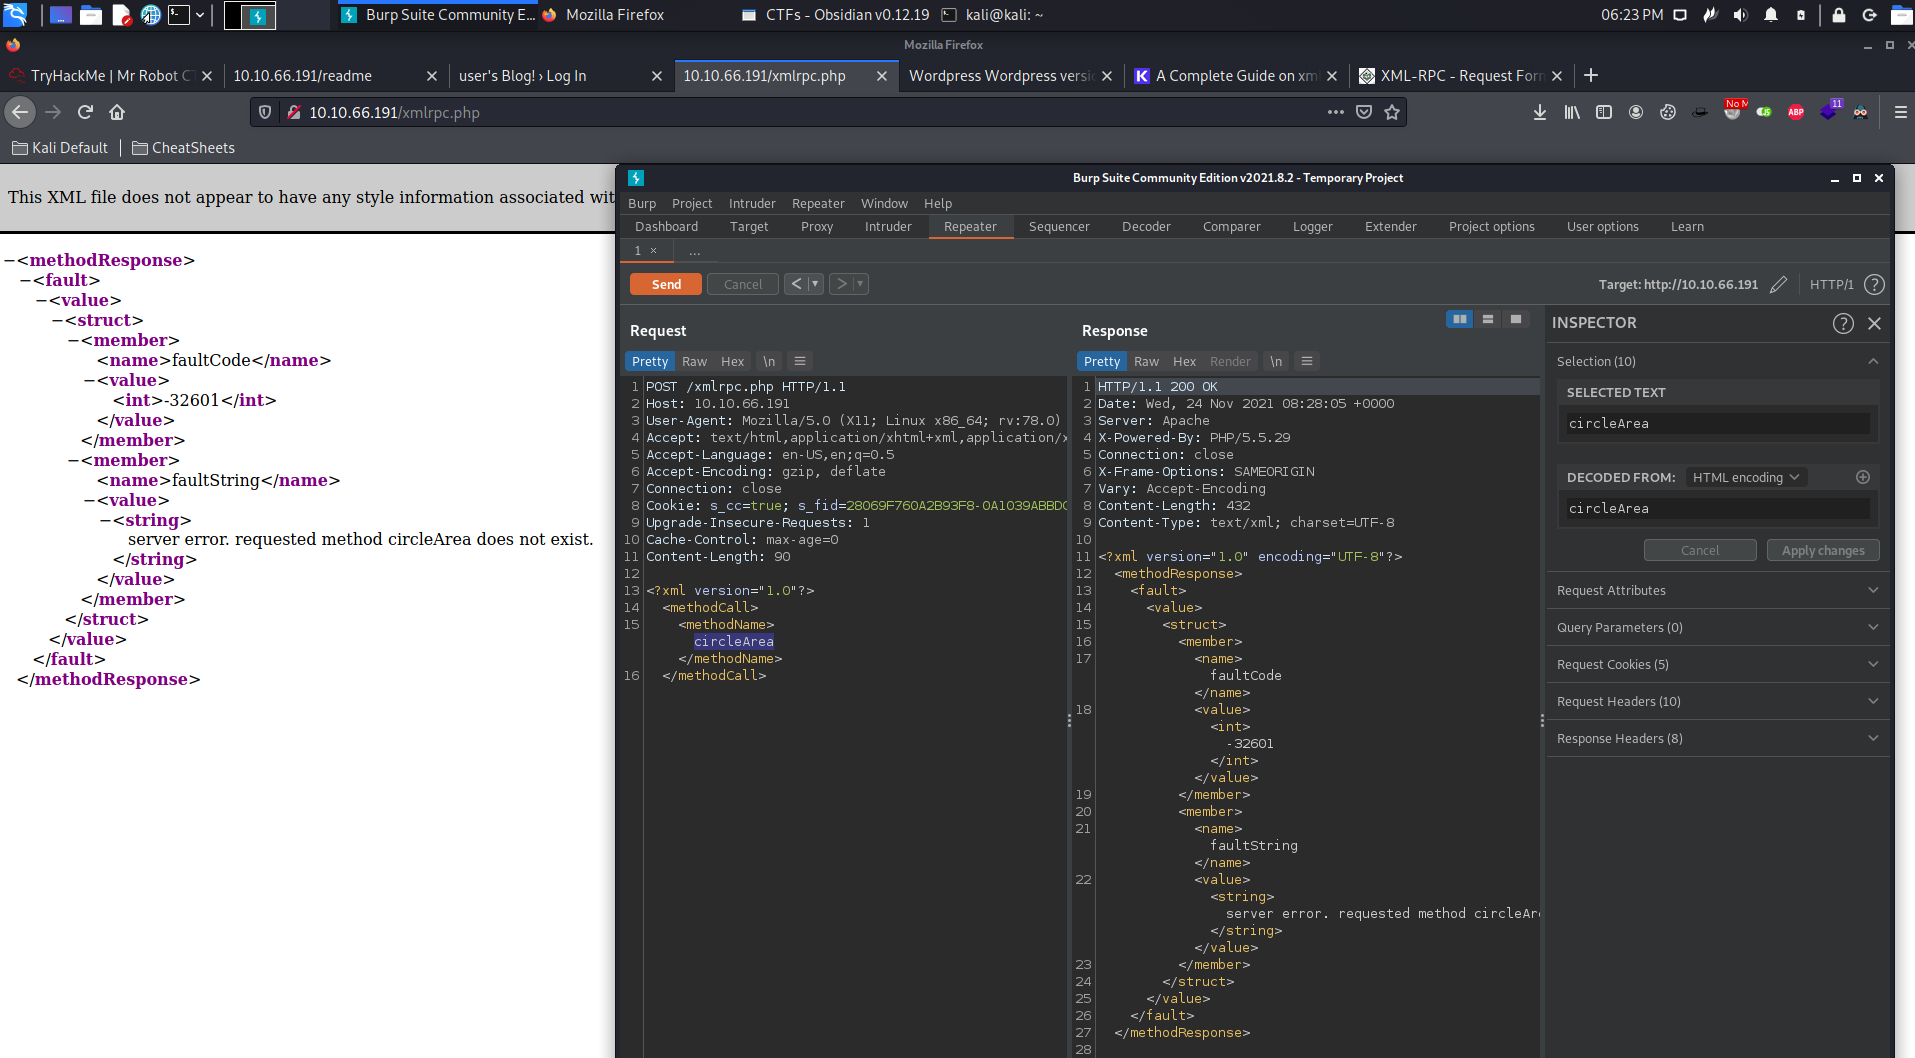 Burp Suite Community E... Mozilla Firefox CTFs - Obsidian v0.12.19 kali@kali: ~ 06:23 PM
Mozilla Firefox
TryHackMe | Mr Robot C 10.10.66.191/readme user's Blog! › Log In 10.10.66.191/xmlrpc.php Wordpress Wordpress versi A Complete Guide on xm XML-RPC - Request For
10.10.66.191/xmlrpc.php No M ABP 11
Kali Default CheatSheets
This XML file does not appear to have any style information associated wit
−<methodResponse>
−<fault>
−<value>
−<struct>
−<member>
<name>faultCode</name>
−<value>
<int>-32601</int>
</value>
</member>
−<member>
<name>faultString</name>
−<value>
−<string>
server error. requested method circleArea does not exist.
</string>
</value>
</member>
</struct>
</value>
</fault>
</methodResponse>
Burp Suite Community Edition v2021.8.2 - Temporary Project
Burp Project Intruder Repeater Window Help
Dashboard Target Proxy Intruder Repeater Sequencer Decoder Comparer Logger Extender Project options User options Learn
1 × ...
Send Cancel < > Target: http://10.10.66.191 HTTP/1 ?
Request
Pretty Raw Hex \n
1 POST /xmlrpc.php HTTP/1.1
2 Host: 10.10.66.191
3 User-Agent: Mozilla/5.0 (X11; Linux x86_64; rv:78.0)
4 Accept: text/html,application/xhtml+xml,application/x
5 Accept-Language: en-US,en;q=0.5
6 Accept-Encoding: gzip, deflate
7 Connection: close
8 Cookie: s_cc=true; s_fid=28069F760A2B93F8-0A1039ABBD
9 Upgrade-Insecure-Requests: 1
10 Cache-Control: max-age=0
11 Content-Length: 90
12
13 <?xml version="1.0"?>
14 <methodCall>
15 <methodName>
circleArea
</methodName>
16 </methodCall>
Response
Pretty Raw Hex Render \n
1 HTTP/1.1 200 OK
2 Date: Wed, 24 Nov 2021 08:28:05 +0000
3 Server: Apache
4 X-Powered-By: PHP/5.5.29
5 Connection: close
6 X-Frame-Options: SAMEORIGIN
7 Vary: Accept-Encoding
8 Content-Length: 432
9 Content-Type: text/xml; charset=UTF-8
10
11 <?xml version="1.0" encoding="UTF-8"?>
12 <methodResponse>
13 <fault>
14 <value>
15 <struct>
16 <member>
17 <name>
faultCode
</name>
18 <value>
<int>
-32601
</int>
</value>
19 </member>
20 <member>
21 <name>
faultString
</name>
22 <value>
<string>
server error. requested method circleAr
</string>
</value>
23 </member>
24 </struct>
25 </value>
26 </fault>
27 </methodResponse>
28
INSPECTOR ?
Selection (10)
SELECTED TEXT
circleArea
DECODED FROM: HTML encoding
circleArea
Cancel Apply changes
Request Attributes
Query Parameters (0)
Request Cookies (5)
Request Headers (10)
Response Headers (8)